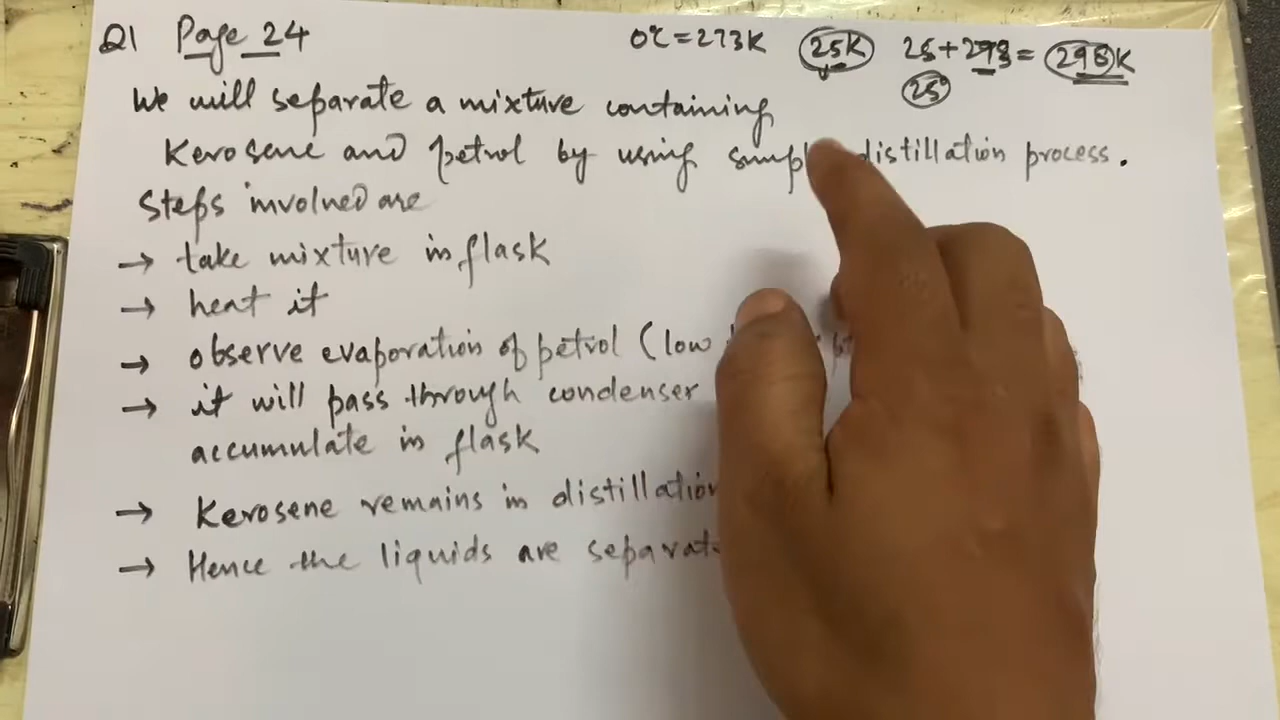 Q1 Page 24
0°C = 273K 25K 25 + 298 = 298K
25°
We will separate a mixture containing
Kerosene and petrol by using simple distillation process.
Steps involved are
→ take mixture in flask
→ heat it
→ observe evaporation of petrol (low
→ it will pass through condenser
accumulate in flask
→ Kerosene remains in distillation
→ Hence the liquids are